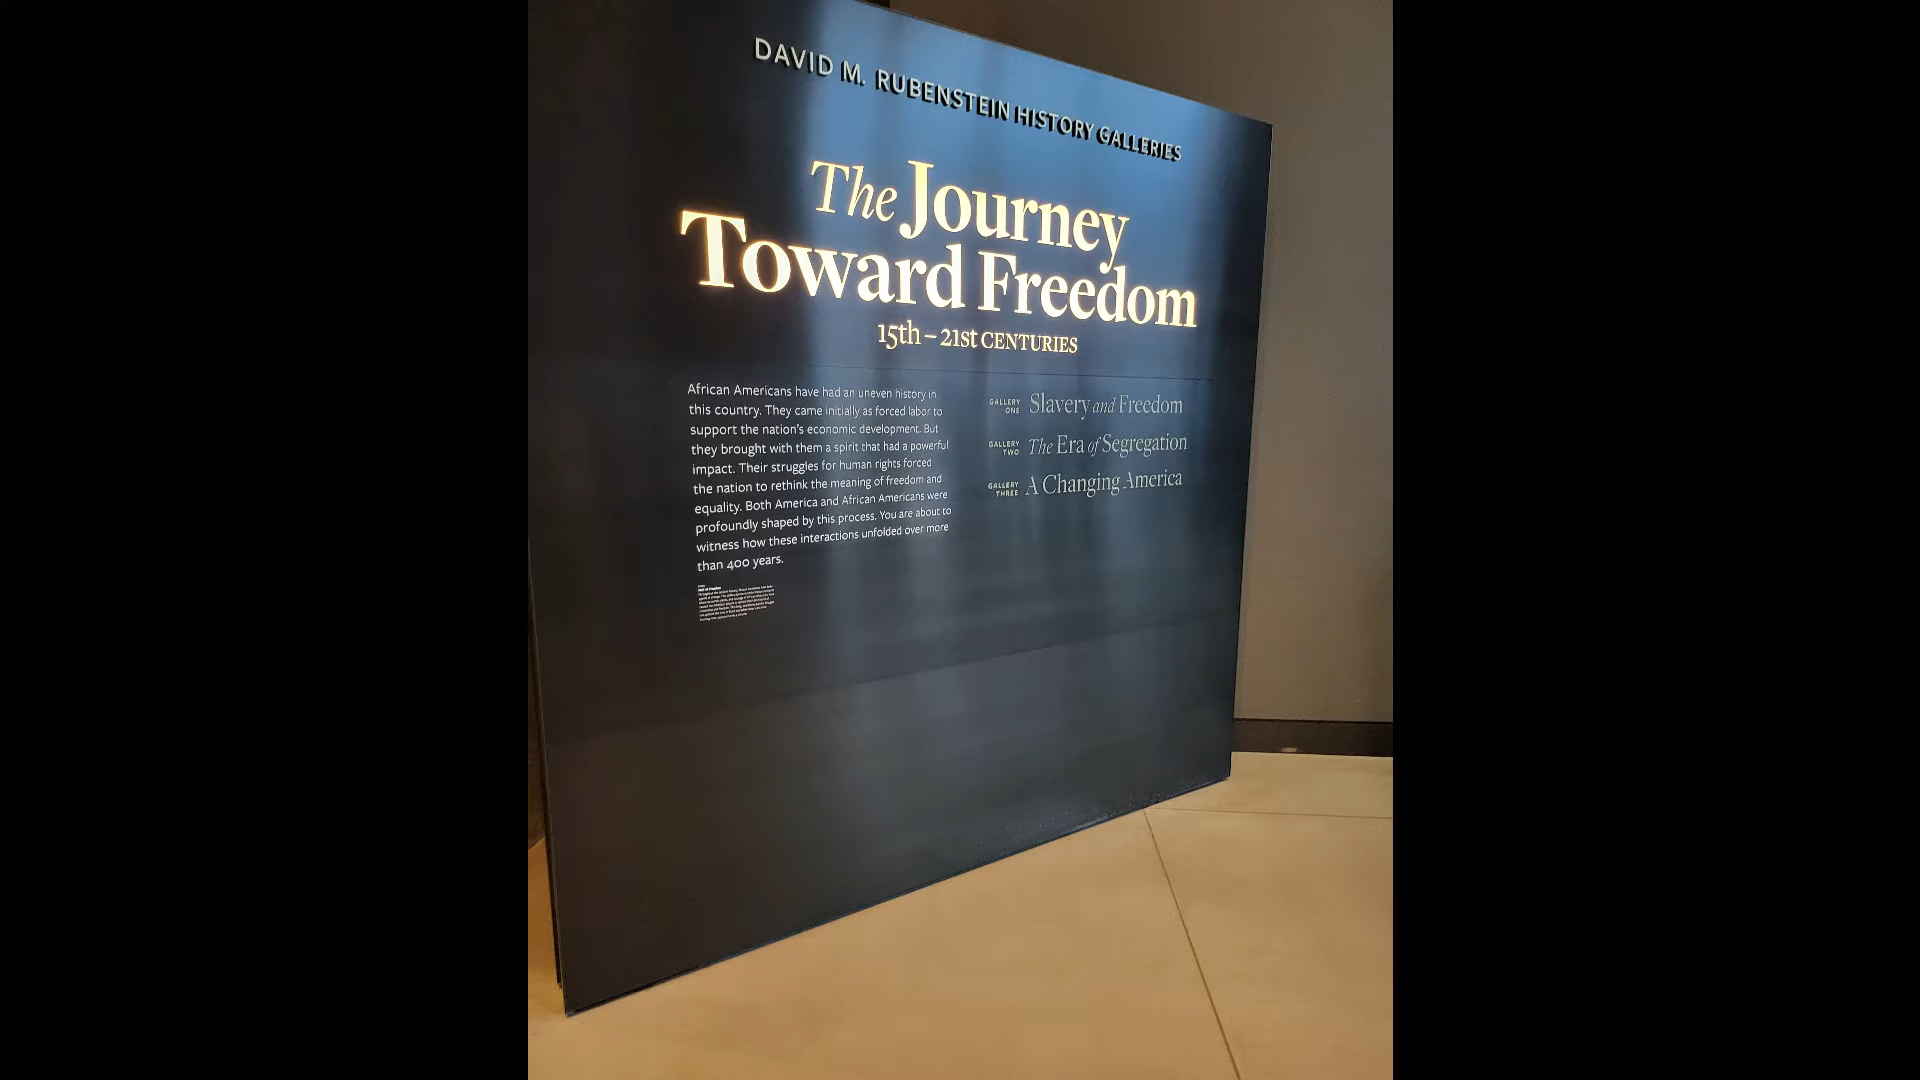 DAVID M. RUBENSTEIN HISTORY GALLERIES
The Journey
Toward Freedom
15th – 21st CENTURIES
African Americans have had an uneven history in
this country. They came initially as forced labor to
support the nation's economic development. But
they brought with them a spirit that had a powerful
impact. Their struggles for human rights forced
the nation to rethink the meaning of freedom and
equality. Both America and African Americans were
profoundly shaped by this process. You are about to
witness how these interactions unfolded over more
than 400 years.
GALLERY ONE Slavery and Freedom
GALLERY TWO The Era of Segregation
GALLERY THREE A Changing America